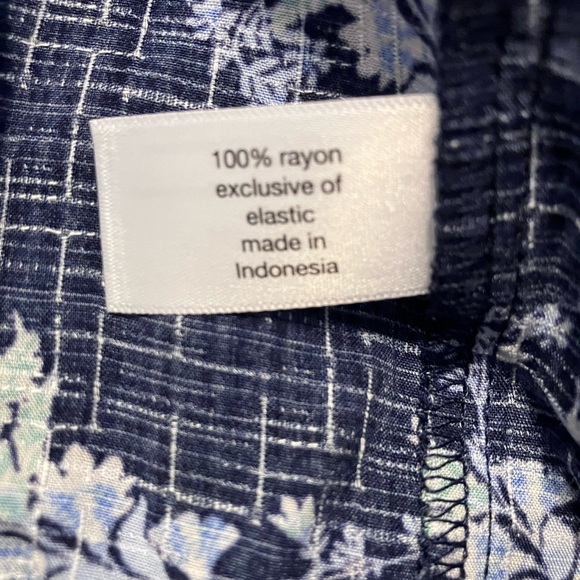 100% rayon
exclusive of
elastic
made in
Indonesia